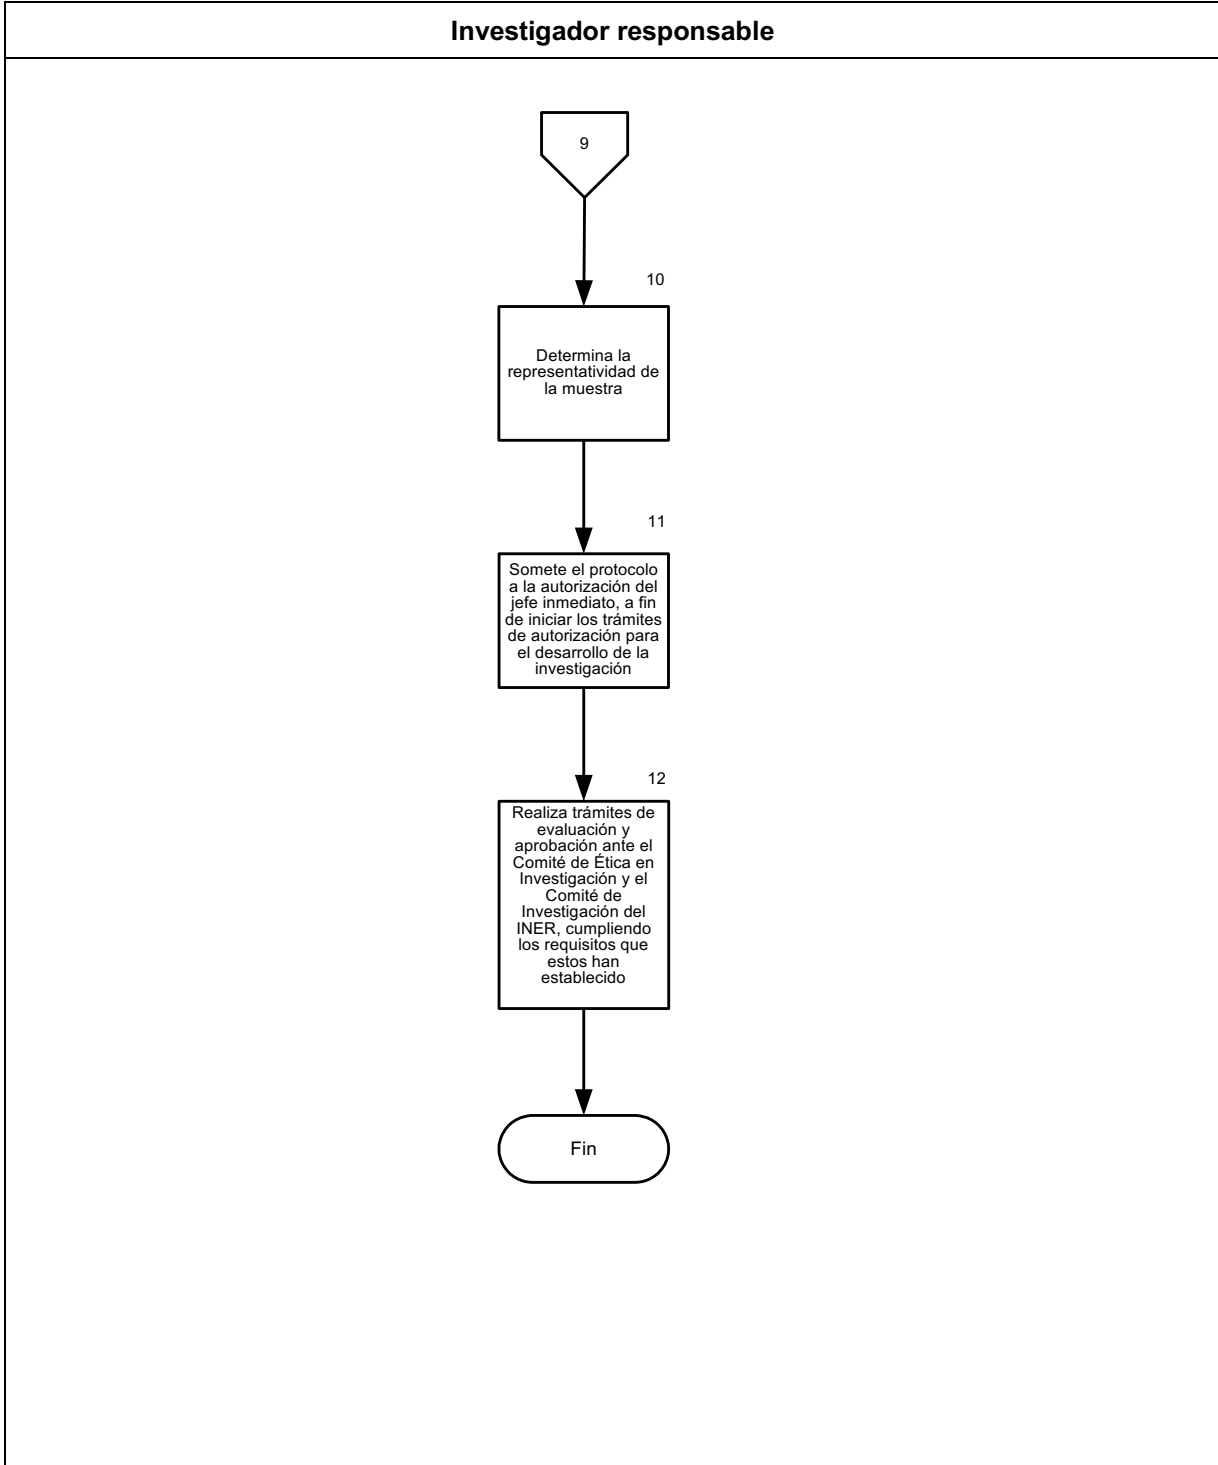 Investigador responsable
9
10
Determina la
representatividad de
la muestra
11
Somete el protocolo
a la autorización del
jefe inmediato, a fin
de iniciar los trámites
de autorización para
el desarrollo de la
investigación
12
Realiza trámites de
evaluación y
aprobación ante el
Comité de Ética en
Investigación y el
Comité de
Investigación del
INER, cumpliendo
los requisitos que
estos han
establecido
Fin